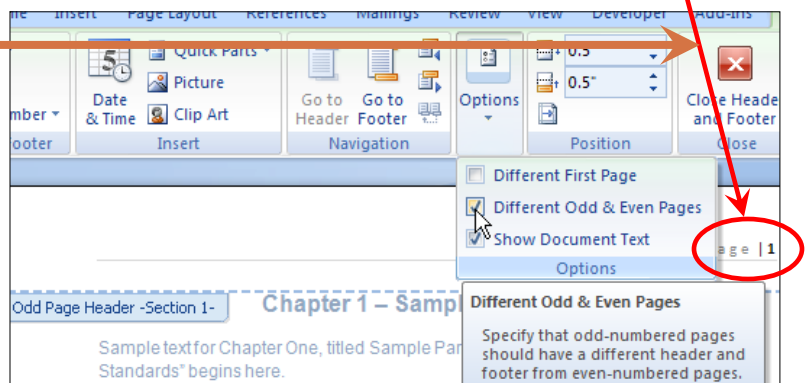 Insert Page Layout References Mailings Review View Developer Add-Ins
Quick Parts
0.5"
5
Picture
0.5"
Date & Time
Clip Art
Go to Header
Go to Footer
Options
Close Heade
and Footer
mber
ooter
Insert
Navigation
Position
Close
Different First Page
Different Odd & Even Pages
Show Document Text
age | 1
Options
Odd Page Header -Section 1-
Chapter 1 – Sampl
Different Odd & Even Pages
Specify that odd-numbered pages
should have a different header and
footer from even-numbered pages.
Sample text for Chapter One, titled Sample Par
Standards" begins here.